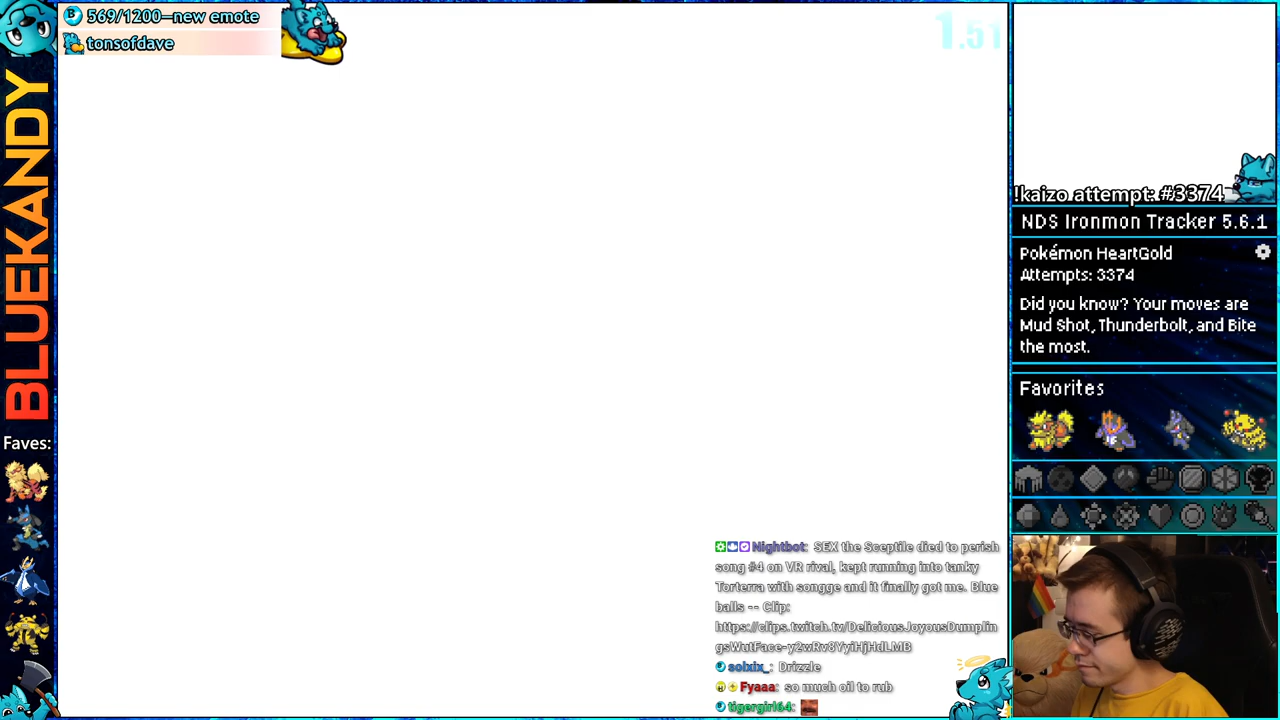 BLUEKANDY
Faves:
569/1200—new emote
tonsofdave
1.51
!kaizo attempt: #3374
NDS Ironmon Tracker 5.6.1
Pokémon HeartGold
Attempts: 3374
Did you know? Your moves are
Mud Shot, Thunderbolt, and Bite
the most.
Favorites
Nightbot: SEX the Sceptile died to perish
song #4 on VR rival, kept running into tanky
Torterra with songge and it finally got me. Blue
balls -- Clip:
https://clips.twitch.tv/DeliciousJoyousDumplin
gsWutFace-y2wRv8VyiHjHdLMB
solxix_: Drizzle
Fyaaa: so much oil to rub
tigergirl64: